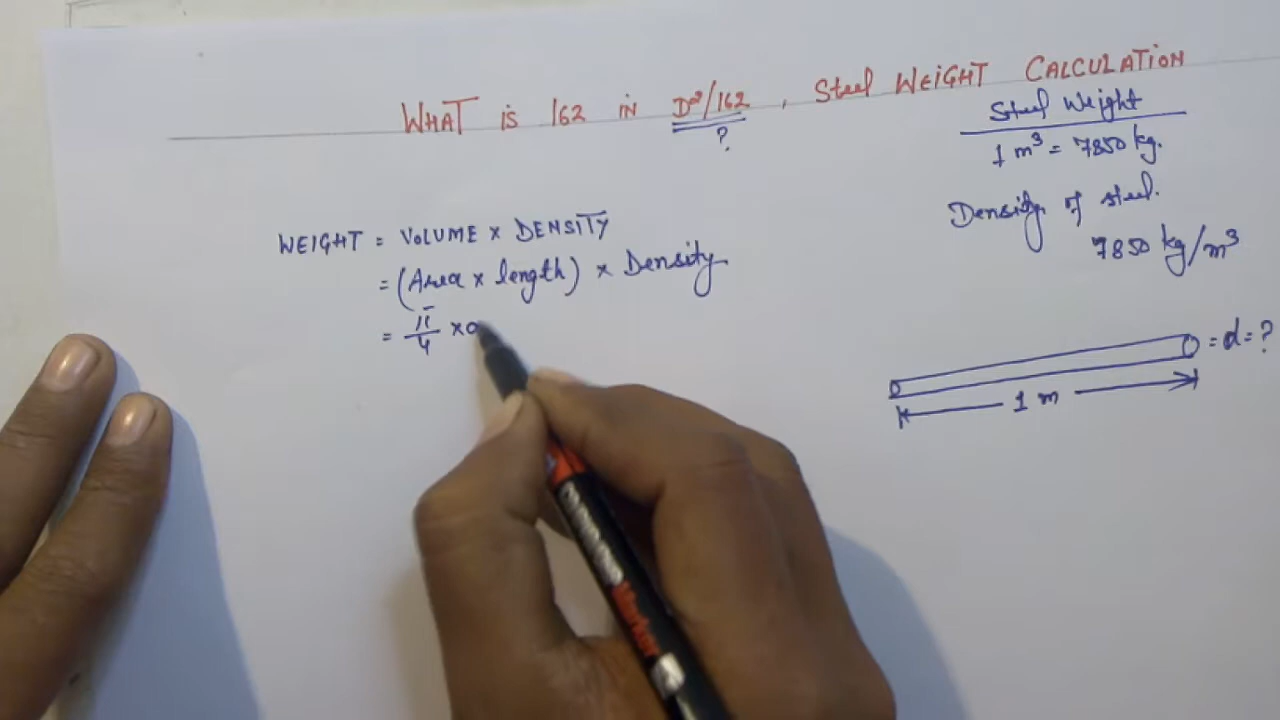 WHAT is 162 in D²/162 , Steel WEIGHT CALCULATION
?
Steel Weight
1 m³ = 7850 kg.
Density of steel.
7850 kg/m³
WEIGHT = VOLUME × DENSITY
= (Area × length) × Density
= π/4 ×
= d = ?
1 m
Marker